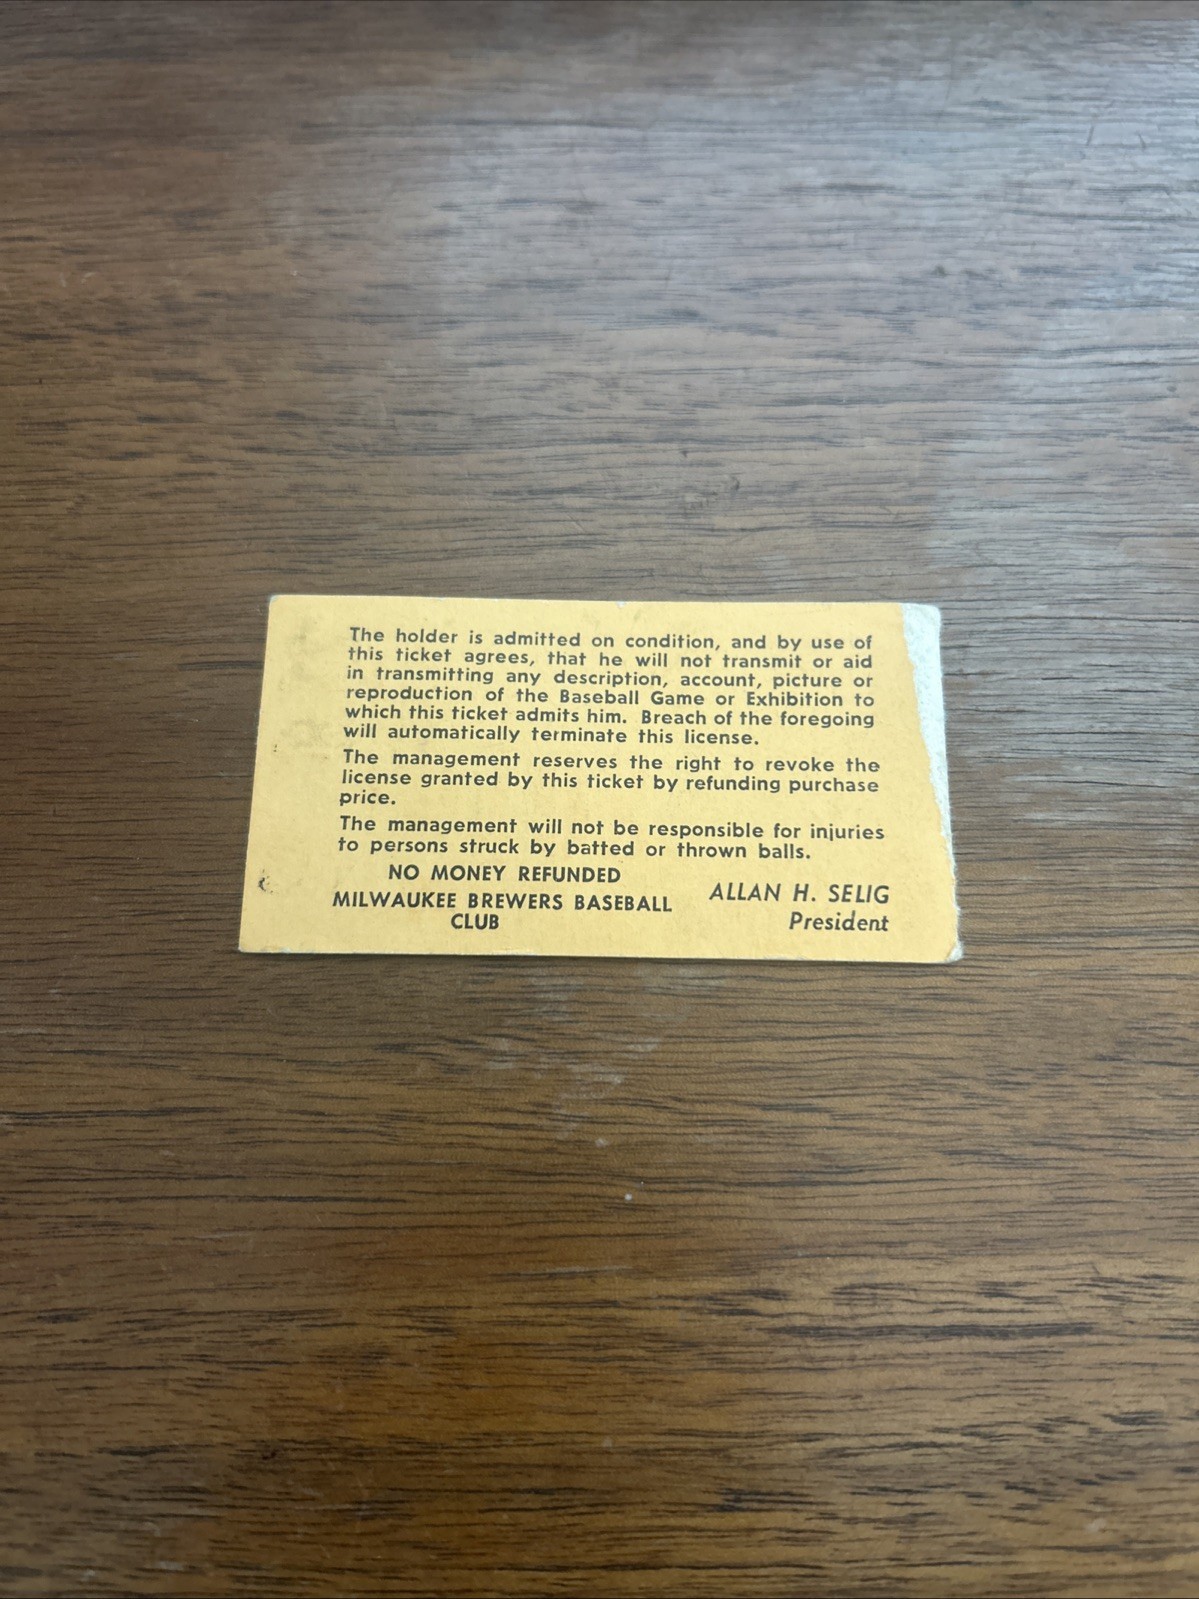 The holder is admitted on condition, and by use of
this ticket agrees, that he will not transmit or aid
in transmitting any description, account, picture or
reproduction of the Baseball Game or Exhibition to
which this ticket admits him. Breach of the foregoing
will automatically terminate this license.
The management reserves the right to revoke the
license granted by this ticket by refunding purchase
price.
The management will not be responsible for injuries
to persons struck by batted or thrown balls.
NO MONEY REFUNDED
MILWAUKEE BREWERS BASEBALL
CLUB
ALLAN H. SELIG
President